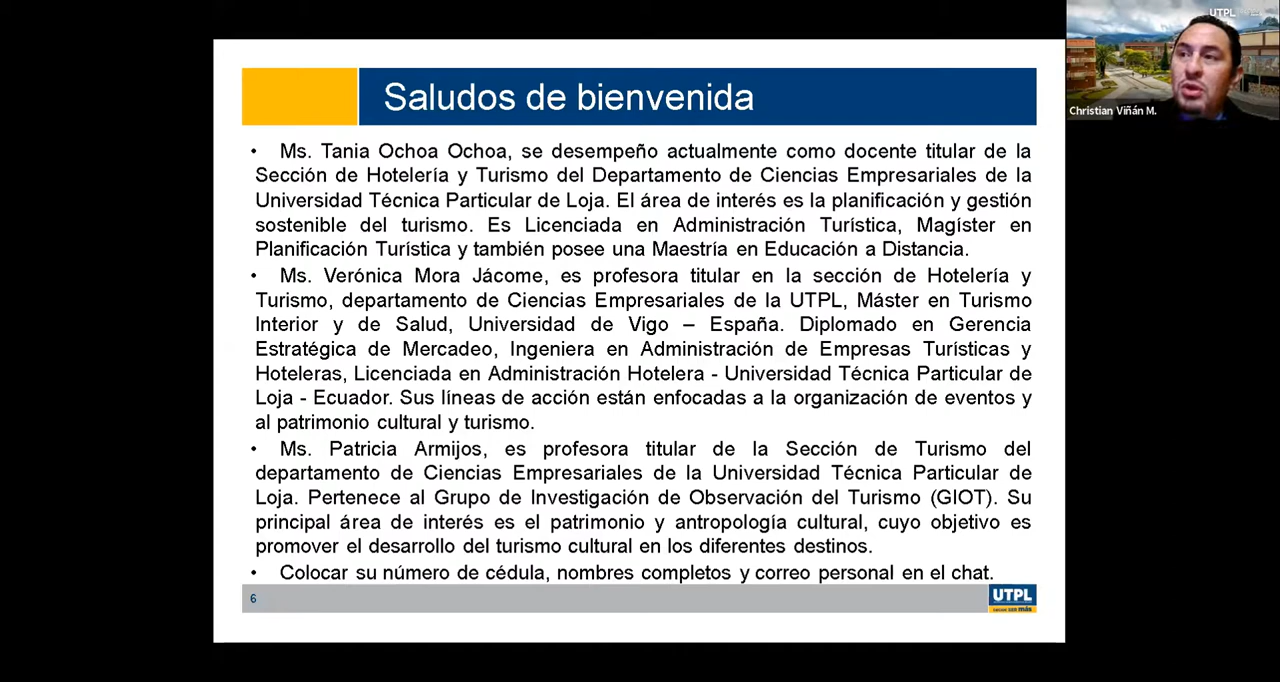 Saludos de bienvenida
• Ms. Tania Ochoa Ochoa, se desempeño actualmente como docente titular de la
Sección de Hotelería y Turismo del Departamento de Ciencias Empresariales de la
Universidad Técnica Particular de Loja. El área de interés es la planificación y gestión
sostenible del turismo. Es Licenciada en Administración Turística, Magíster en
Planificación Turística y también posee una Maestría en Educación a Distancia.
• Ms. Verónica Mora Jácome, es profesora titular en la sección de Hotelería y
Turismo, departamento de Ciencias Empresariales de la UTPL, Máster en Turismo
Interior y de Salud, Universidad de Vigo – España. Diplomado en Gerencia
Estratégica de Mercadeo, Ingeniera en Administración de Empresas Turísticas y
Hoteleras, Licenciada en Administración Hotelera - Universidad Técnica Particular de
Loja - Ecuador. Sus líneas de acción están enfocadas a la organización de eventos y
al patrimonio cultural y turismo.
• Ms. Patricia Armijos, es profesora titular de la Sección de Turismo del
departamento de Ciencias Empresariales de la Universidad Técnica Particular de
Loja. Pertenece al Grupo de Investigación de Observación del Turismo (GIOT). Su
principal área de interés es el patrimonio y antropología cultural, cuyo objetivo es
promover el desarrollo del turismo cultural en los diferentes destinos.
• Colocar su número de cédula, nombres completos y correo personal en el chat.
6
UTPL
UTPL
Christian Viñán M.